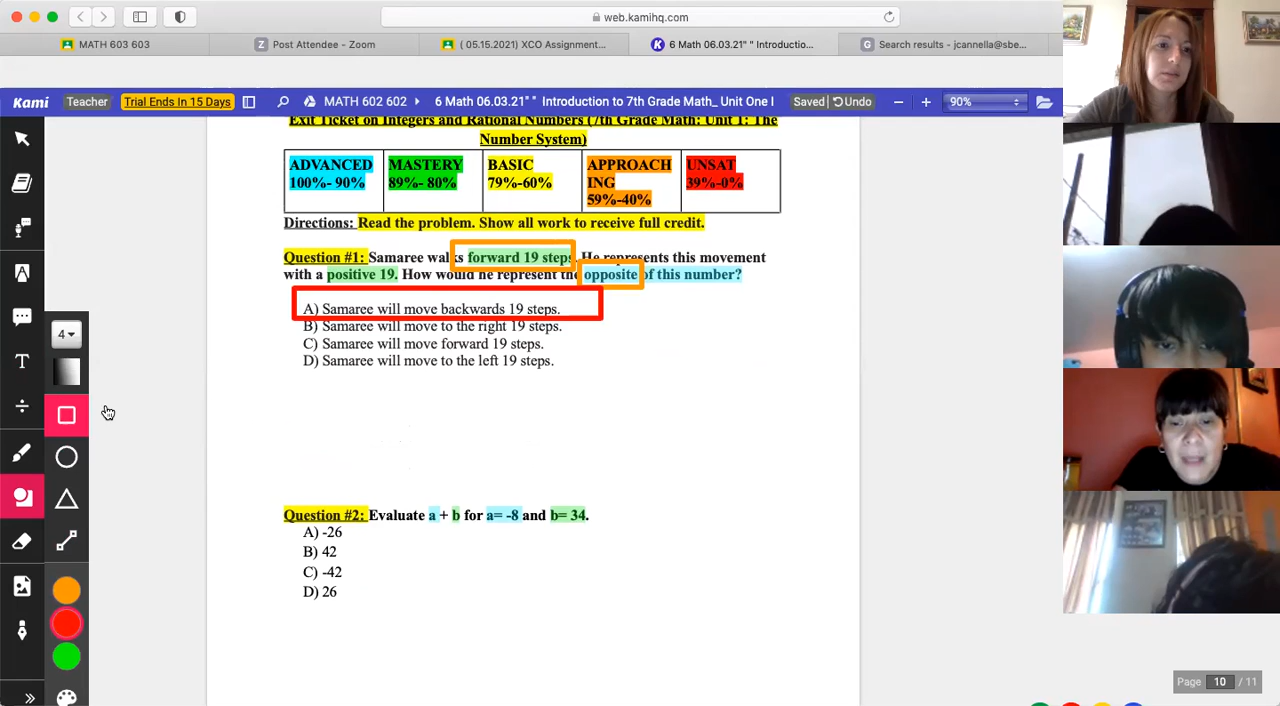 web.kamihq.com
MATH 603 603
Post Attendee - Zoom
( 05.15.2021) XCO Assignment...
6 Math 06.03.21" " Introductio...
Search results - jcannella@sbe...
Kami
Teacher
Trial Ends In 15 Days
MATH 602 602
6 Math 06.03.21" " Introduction to 7th Grade Math_ Unit One I
Saved
Undo
90%
Exit Ticket on Integers and Rational Numbers (7th Grade Math: Unit 1: The
Number System)
ADVANCED
100%- 90%
MASTERY
89%- 80%
BASIC
79%-60%
APPROACH
ING
59%-40%
UNSAT
39%-0%
Directions: Read the problem. Show all work to receive full credit.
Question #1: Samaree walks forward 19 steps. He represents this movement
with a positive 19. How would he represent the opposite of this number?
A) Samaree will move backwards 19 steps.
B) Samaree will move to the right 19 steps.
C) Samaree will move forward 19 steps.
D) Samaree will move to the left 19 steps.
4
Question #2: Evaluate a + b for a= -8 and b= 34.
A) -26
B) 42
C) -42
D) 26
Page 10 / 11